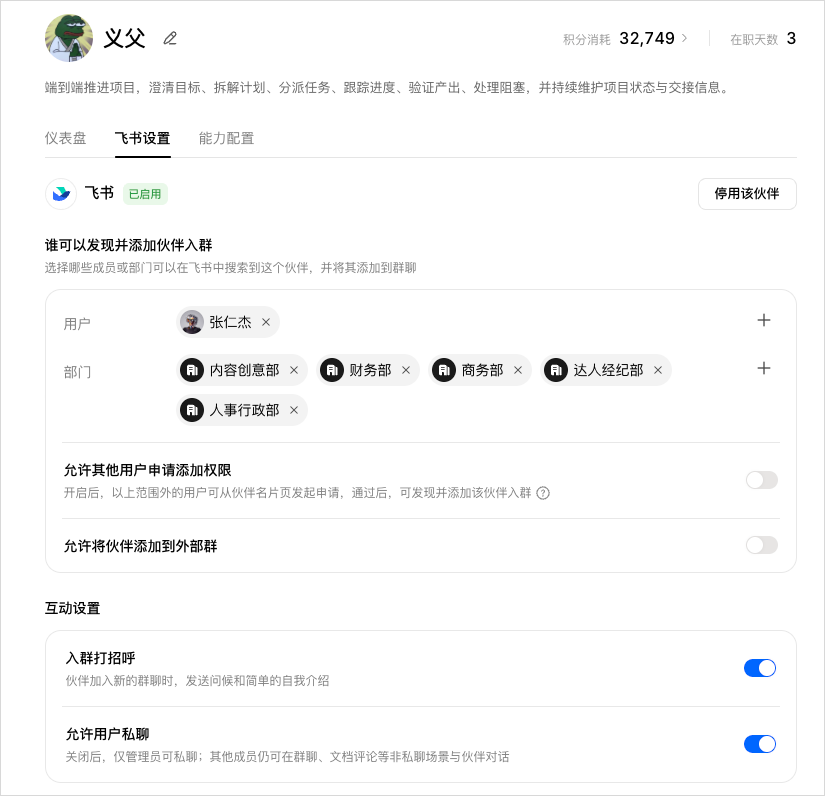 义父
积分消耗 32,749
在职天数 3
端到端推进项目，澄清目标、拆解计划、分派任务、跟踪进度、验证产出、处理阻塞，并持续维护项目状态与交接信息。
仪表盘 飞书设置 能力配置
飞书 已启用 停用该伙伴
谁可以发现并添加伙伴入群
选择哪些成员或部门可以在飞书中搜索到这个伙伴，并将其添加到群聊
用户 张仁杰
部门 内容创意部 财务部 商务部 达人经纪部
人事行政部
允许其他用户申请添加权限
开启后，以上范围外的用户可从伙伴名片页发起申请，通过后，可发现并添加该伙伴入群
允许将伙伴添加到外部群
互动设置
入群打招呼
伙伴加入新的群聊时，发送问候和简单的自我介绍
允许用户私聊
关闭后，仅管理员可私聊；其他成员仍可在群聊、文档评论等非私聊场景与伙伴对话